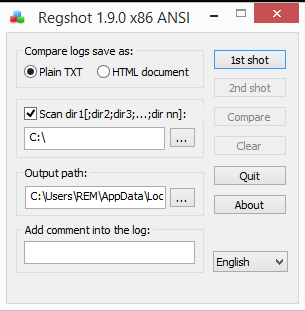 Regshot 1.9.0 x86 ANSI
Compare logs save as:
Plain TXT
HTML document
1st shot
2nd shot
Scan dir1[;dir2;dir3;...;dir nn]:
C:\
...
Compare
Clear
Output path:
C:\Users\REM\AppData\Loc
...
Quit
About
Add comment into the log:
English